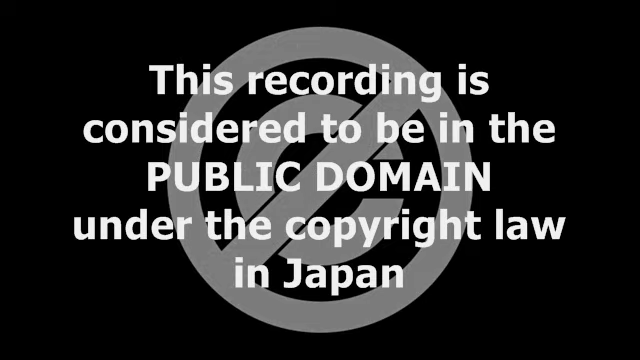 This recording is
considered to be in the
PUBLIC DOMAIN
under the copyright law
in Japan